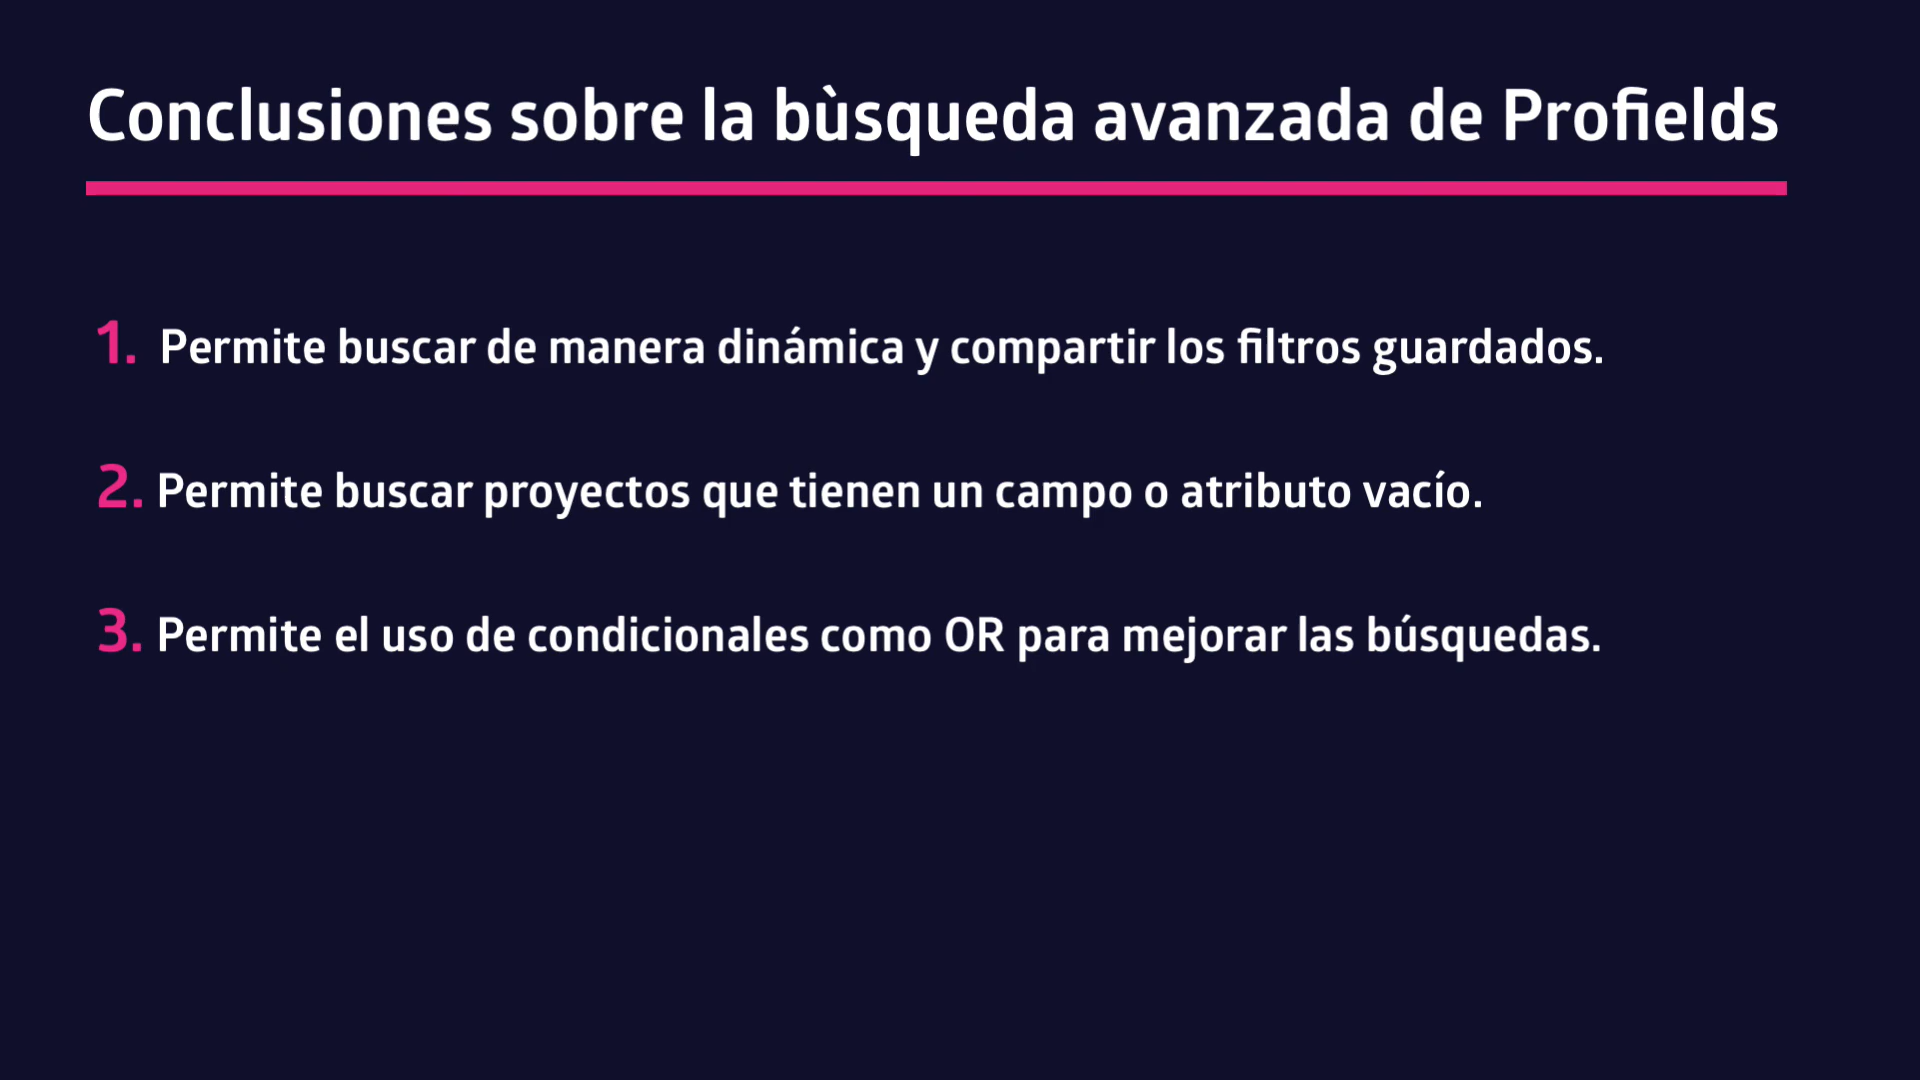 Conclusiones sobre la bùsqueda avanzada de Profields
1. Permite buscar de manera dinámica y compartir los filtros guardados.
2. Permite buscar proyectos que tienen un campo o atributo vacío.
3. Permite el uso de condicionales como OR para mejorar las búsquedas.